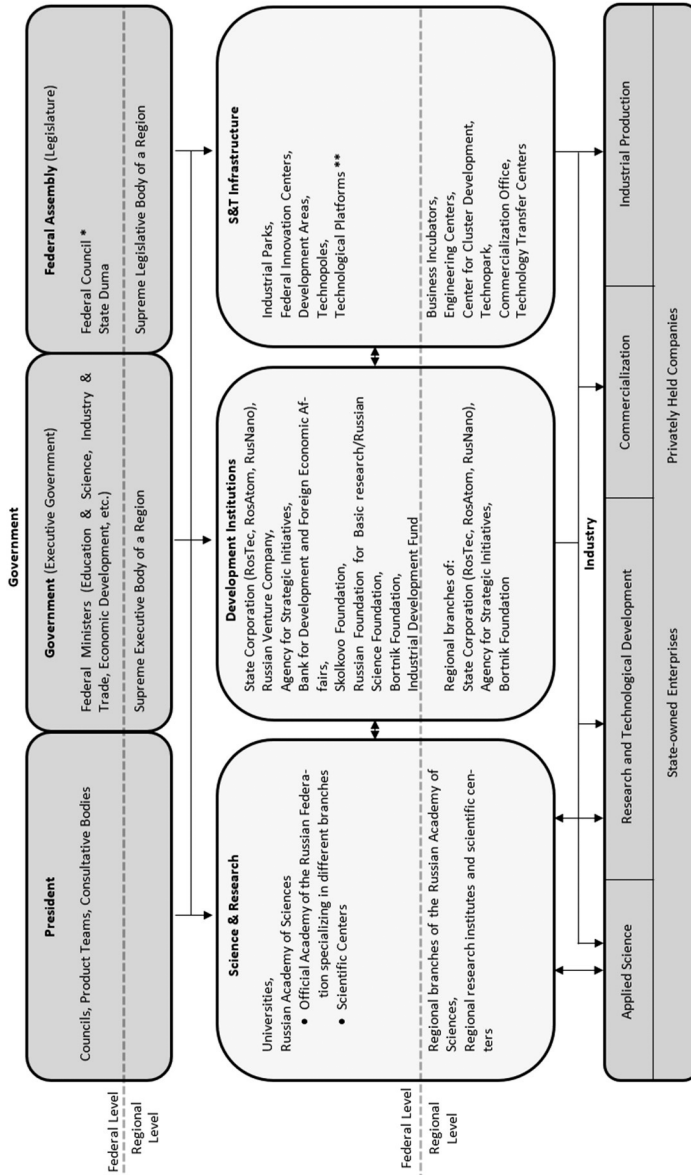 Government
President
Councils, Product Teams, Consultative Bodies
Government (Executive Government)
Federal Ministers (Education & Science, Industry &
Trade, Economic Development, etc.)
Supreme Executive Body of a Region
Federal Assembly (Legislature)
Federal Council *
State Duma
Supreme Legislative Body of a Region
Federal Level
Regional
Level
Science & Research
Universities,
Russian Academy of Sciences
• Official Academy of the Russian Federa-
tion specializing in different branches
• Scientific Centers
Regional branches of the Russian Academy of
Sciences,
Regional research institutes and scientific cen-
ters
Development Institutions
State Corporation (RosTec, RosAtom, RusNano),
Russian Venture Company,
Agency for Strategic Initiatives,
Bank for Development and Foreign Economic Af-
fairs,
Skolkovo Foundation,
Russian Foundation for Basic research/Russian
Science Foundation,
Bortnik Foundation,
Industrial Development Fund
Regional branches of:
State Corporation (RosTec, RosAtom, RusNano),
Agency for Strategic Initiatives,
Bortnik Foundation
S&T Infrastructure
Industrial Parks,
Federal Innovation Centers,
Development Areas,
Technopoles,
Technological Platforms **
Business Incubators,
Engineering Centers,
Center for Cluster Development,
Technopark,
Commercialization Office,
Technology Transfer Centers
Federal Level
Regional
Level
Industry
Applied Science
Research and Technological Development
Commercialization
Industrial Production
State-owned Enterprises
Privately Held Companies